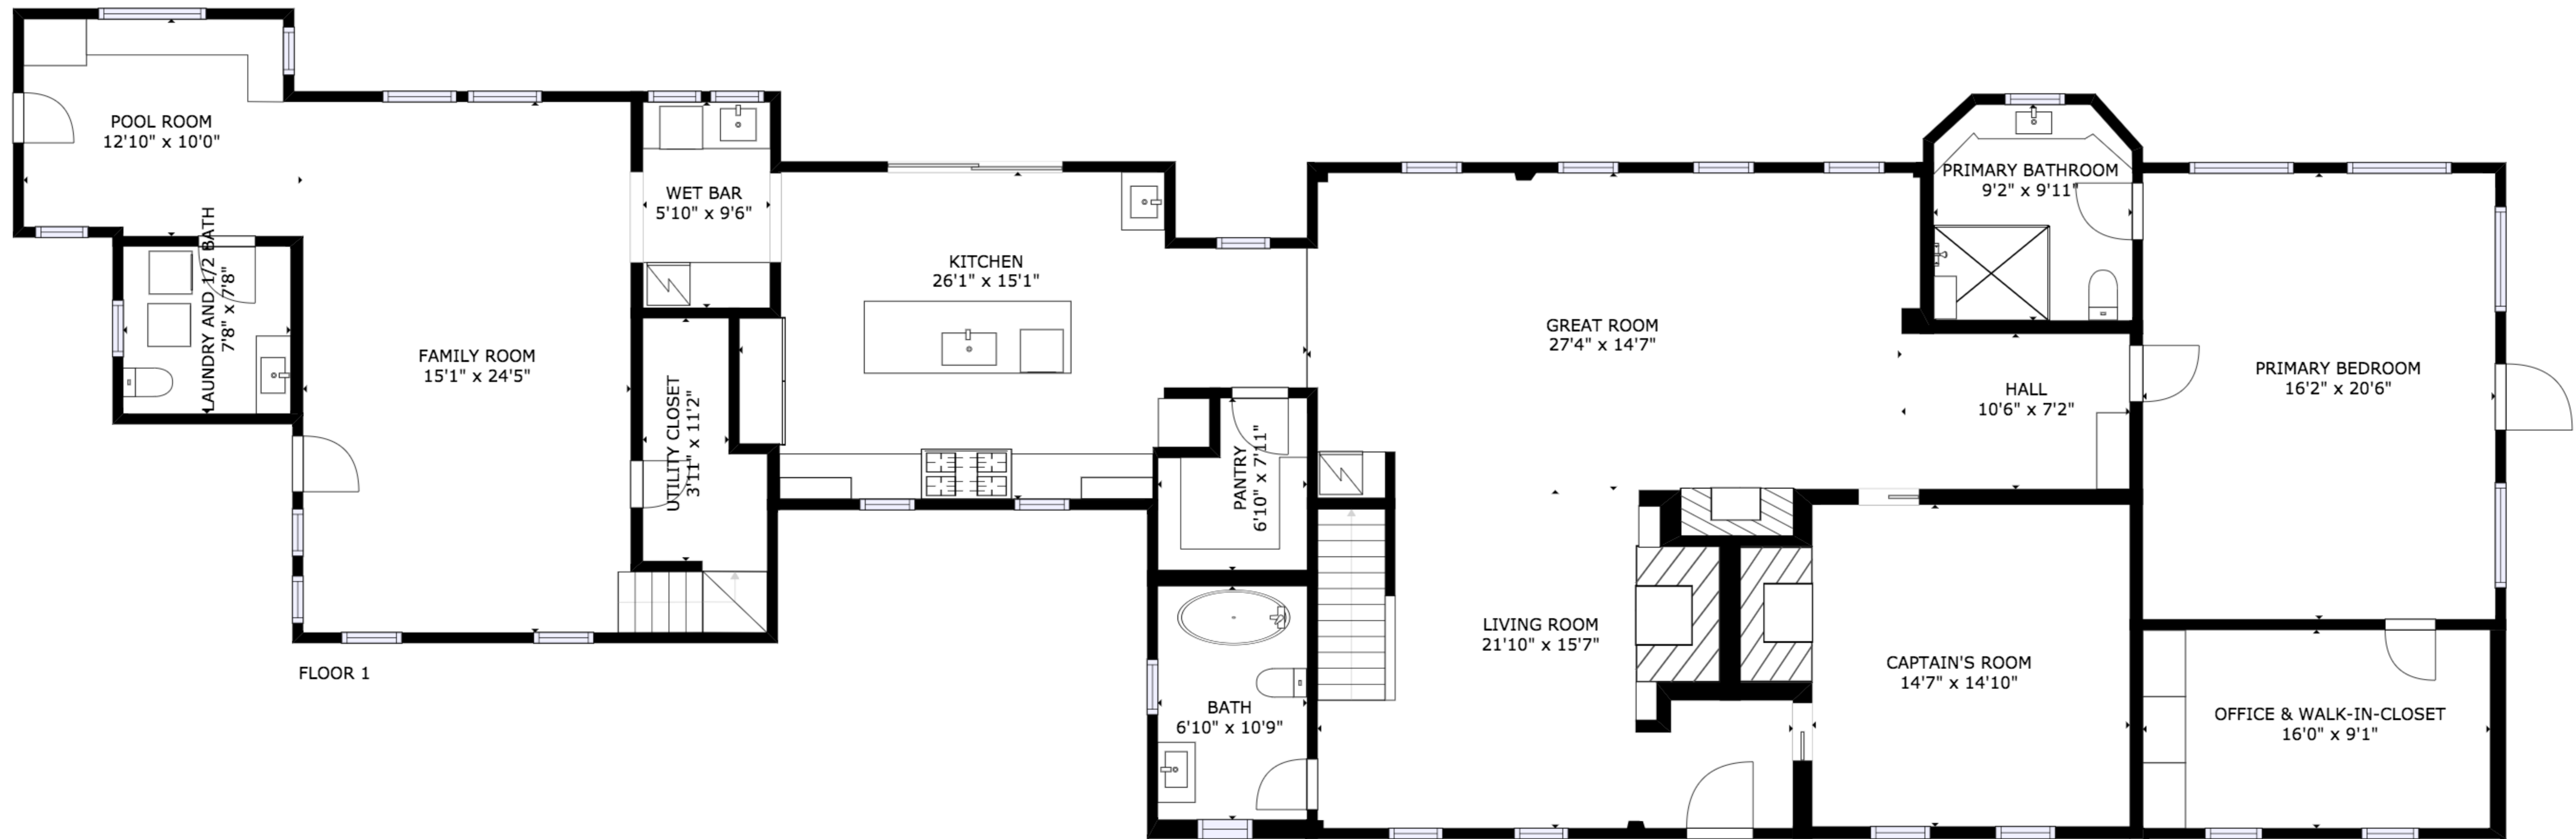 POOL ROOM
12'10" x 10'0"
LAUNDRY AND 1/2 BATH
7'8" x 7'8"
FAMILY ROOM
15'1" x 24'5"
WET BAR
5'10" x 9'6"
UTILITY CLOSET
3'11" x 11'2"
KITCHEN
26'1" x 15'1"
PANTRY
6'10" x 7'11"
BATH
6'10" x 10'9"
GREAT ROOM
27'4" x 14'7"
LIVING ROOM
21'10" x 15'7"
PRIMARY BATHROOM
9'2" x 9'11"
HALL
10'6" x 7'2"
CAPTAIN'S ROOM
14'7" x 14'10"
PRIMARY BEDROOM
16'2" x 20'6"
OFFICE & WALK-IN-CLOSET
16'0" x 9'1"
FLOOR 1